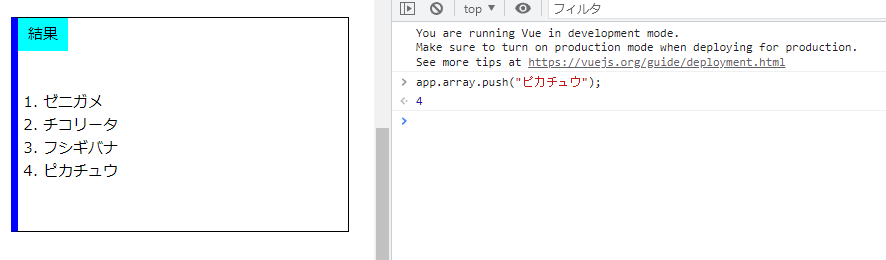 結果
1. ゼニガメ
2. チコリータ
3. フシギバナ
4. ピカチュウ
top ▼
フィルタ
You are running Vue in development mode.
Make sure to turn on production mode when deploying for production.
See more tips at https://vuejs.org/guide/deployment.html
> app.array.push("ピカチュウ");
4
>